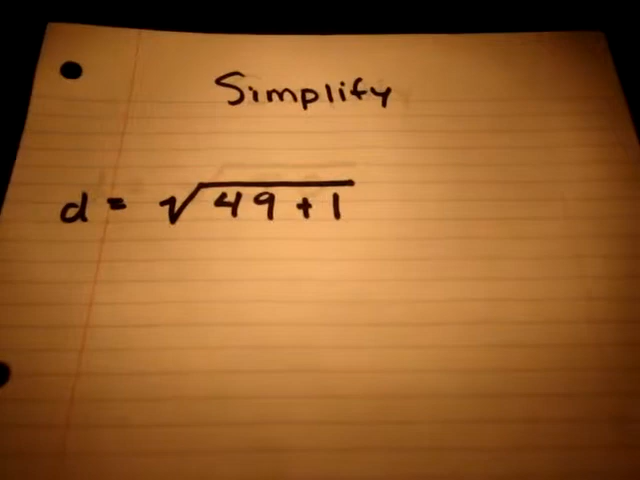 Simplify
d = √49 + 1